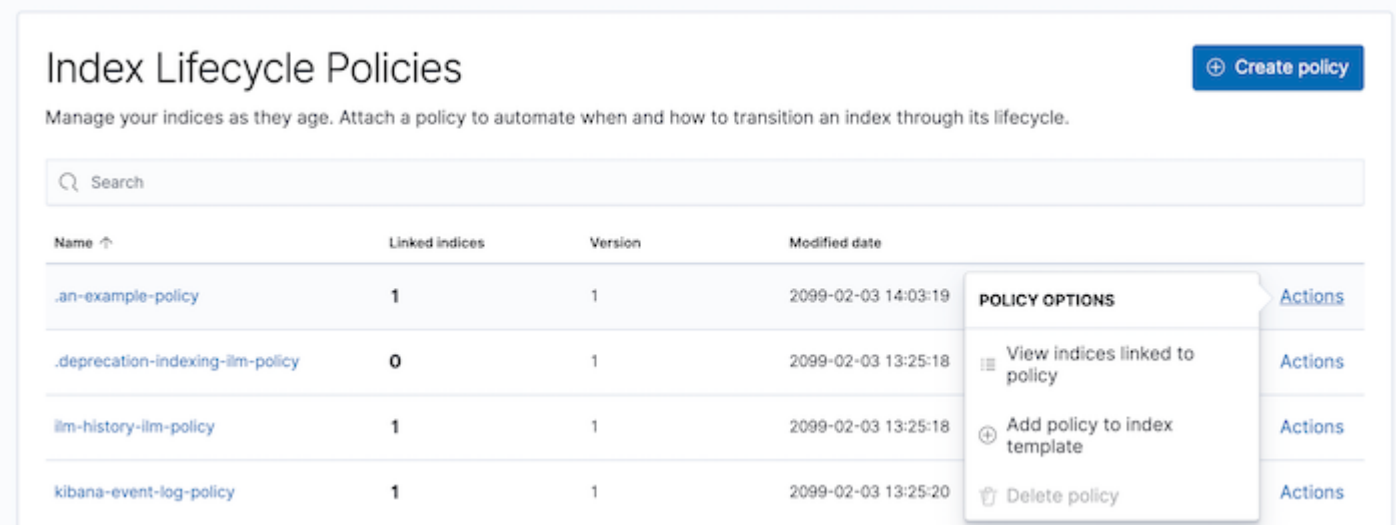 Index Lifecycle Policies
Create policy
Manage your indices as they age. Attach a policy to automate when and how to transition an index through its lifecycle.
Search
Name ↑ Linked indices Version Modified date
.an-example-policy 1 1 2099-02-03 14:03:19 Actions
.deprecation-indexing-ilm-policy 0 1 2099-02-03 13:25:18 Actions
ilm-history-ilm-policy 1 1 2099-02-03 13:25:18 Actions
kibana-event-log-policy 1 1 2099-02-03 13:25:20 Actions
POLICY OPTIONS
View indices linked to
policy
Add policy to index
template
Delete policy